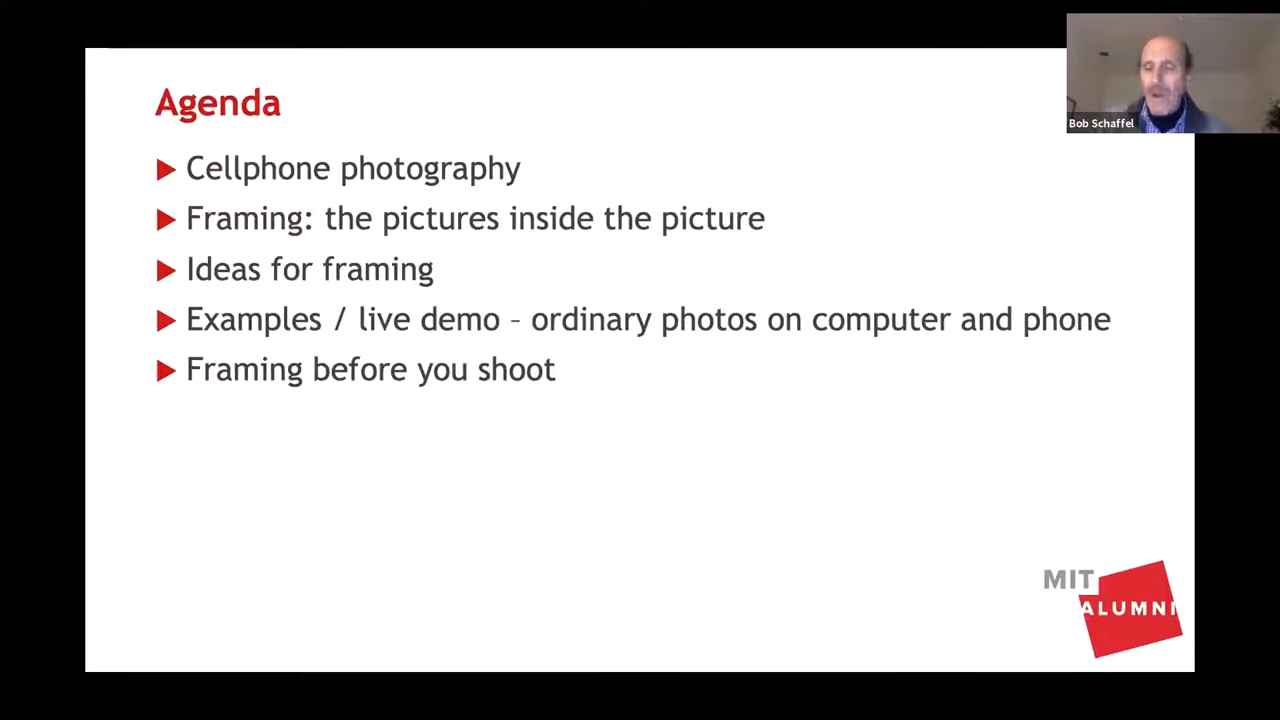 Agenda
Cellphone photography
Framing: the pictures inside the picture
Ideas for framing
Examples / live demo – ordinary photos on computer and phone
Framing before you shoot
Bob Schaffel
MIT
ALUMNI